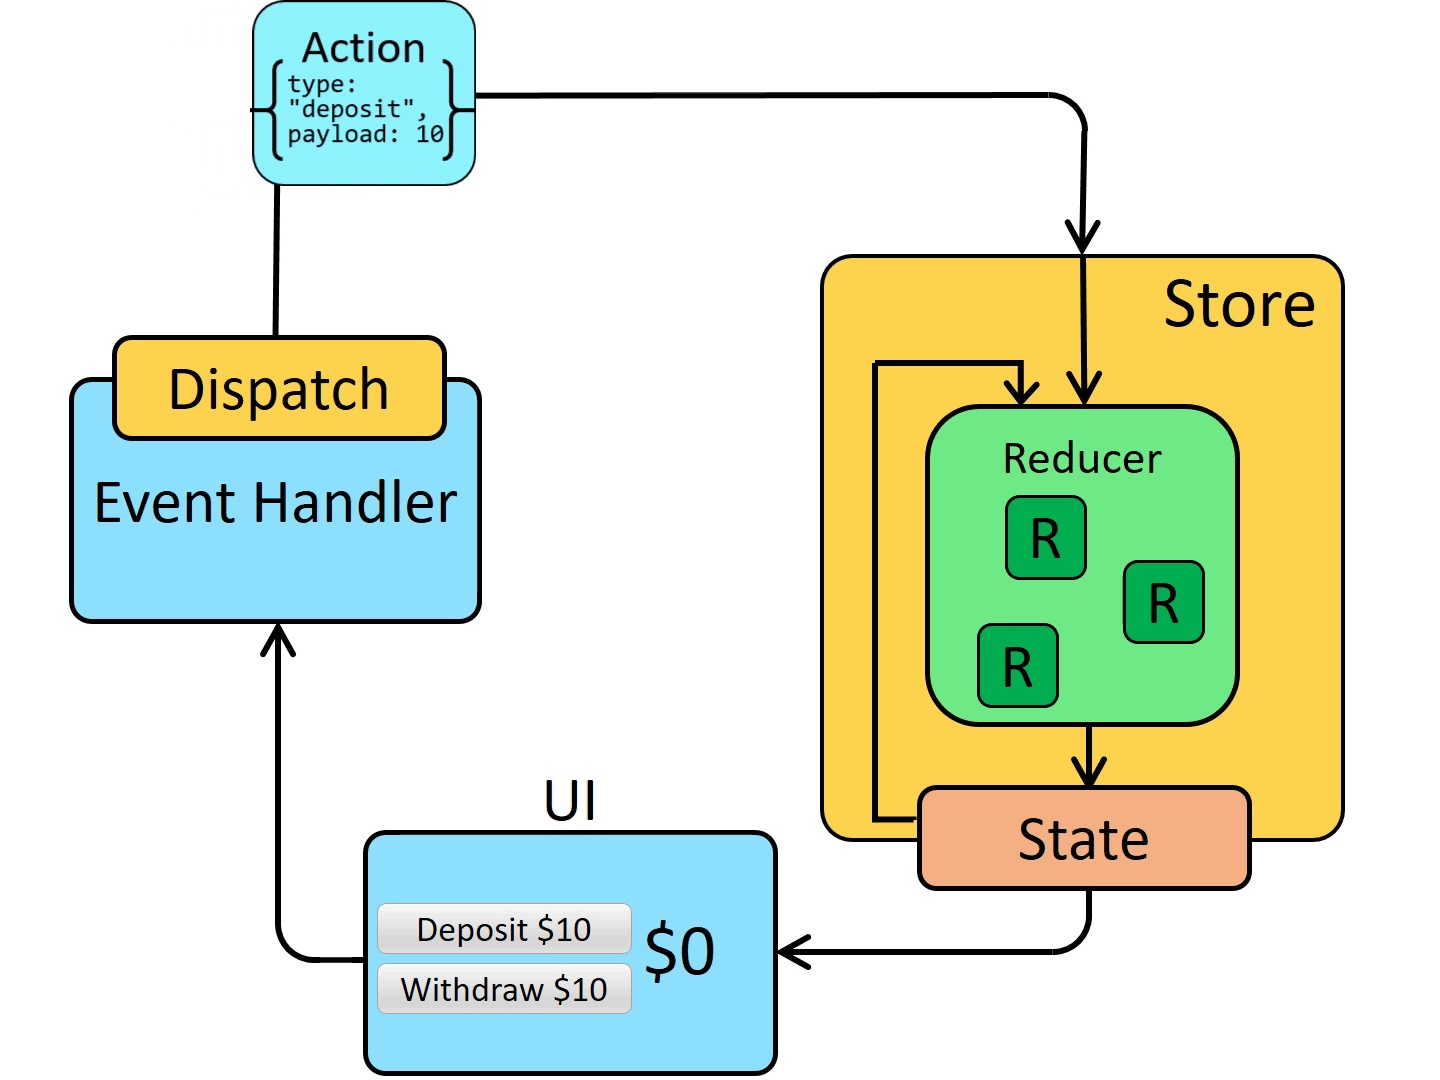 Action
type:
"deposit",
payload: 10
Store
Dispatch
Event Handler
Reducer
R
R
R
UI
State
Deposit $10
$0
Withdraw $10